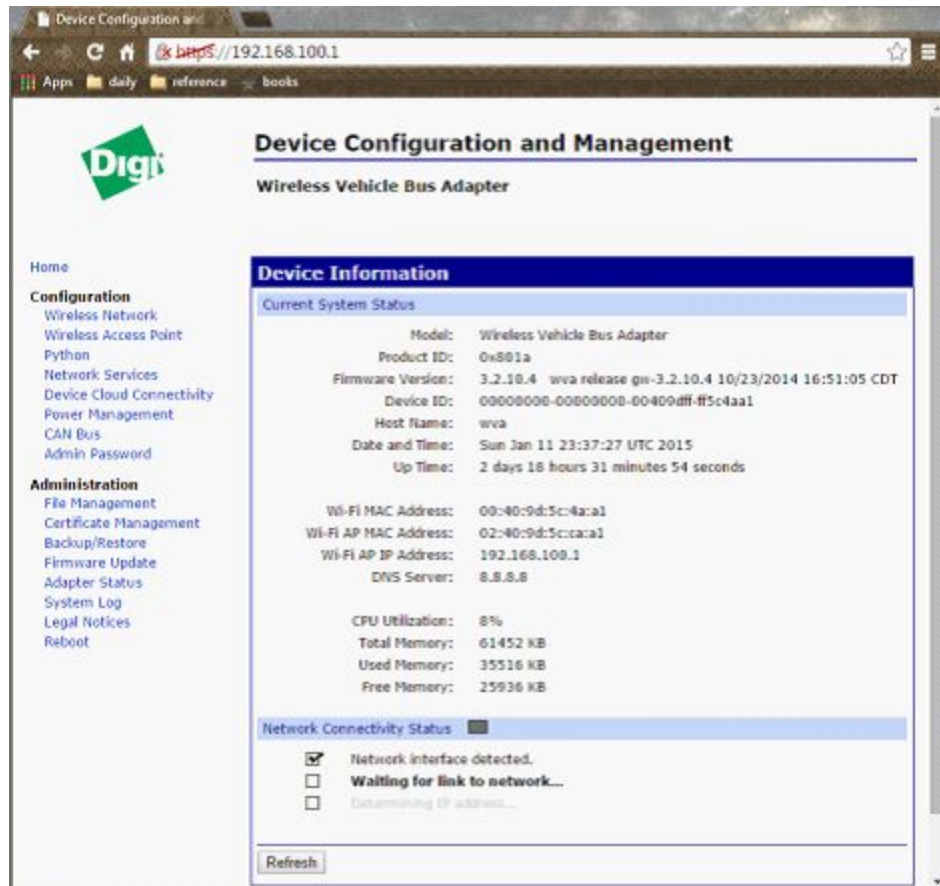 Device Configuration and
https://192.168.100.1
Apps daily reference books
Digi
Device Configuration and Management
Wireless Vehicle Bus Adapter
Home
Configuration
Wireless Network
Wireless Access Point
Python
Network Services
Device Cloud Connectivity
Power Management
CAN Bus
Admin Password
Administration
File Management
Certificate Management
Backup/Restore
Firmware Update
Adapter Status
System Log
Legal Notices
Reboot
Device Information
Current System Status
Model: Wireless Vehicle Bus Adapter
Product ID: 0x801a
Firmware Version: 3.2.10.4 wva release gw-3.2.10.4 10/23/2014 16:51:05 CDT
Device ID: 00000000-00000000-00409dff-ff5c4aa1
Host Name: wva
Date and Time: Sun Jan 11 23:37:27 UTC 2015
Up Time: 2 days 18 hours 31 minutes 54 seconds
Wi-Fi MAC Address: 00:40:9d:5c:4a:a1
Wi-Fi AP MAC Address: 02:40:9d:5c:ca:a1
Wi-Fi AP IP Address: 192.168.100.1
DNS Server: 8.8.8.8
CPU Utilization: 8%
Total Memory: 61452 KB
Used Memory: 35516 KB
Free Memory: 25936 KB
Network Connectivity Status
Network interface detected.
Waiting for link to network...
Determining IP address...
Refresh